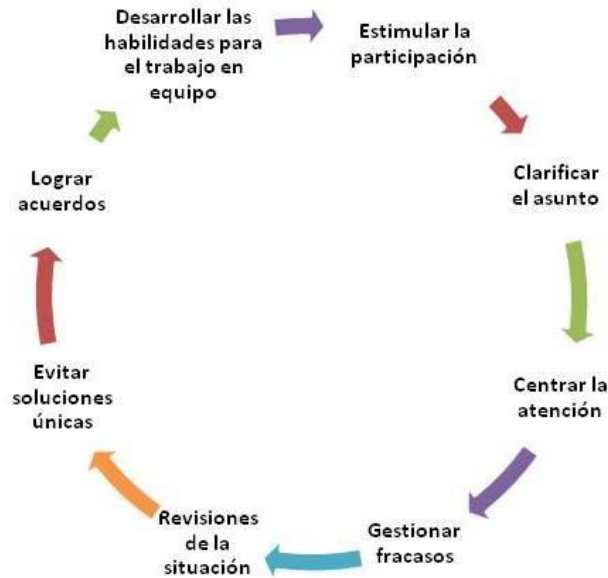 Desarrollar las
habilidades para
el trabajo en
equipo
Estimular la
participación
Clarificar
el asunto
Centrar la
atención
Gestionar
fracasos
Revisiones
de la
situación
Evitar
soluciones
únicas
Lograr
acuerdos